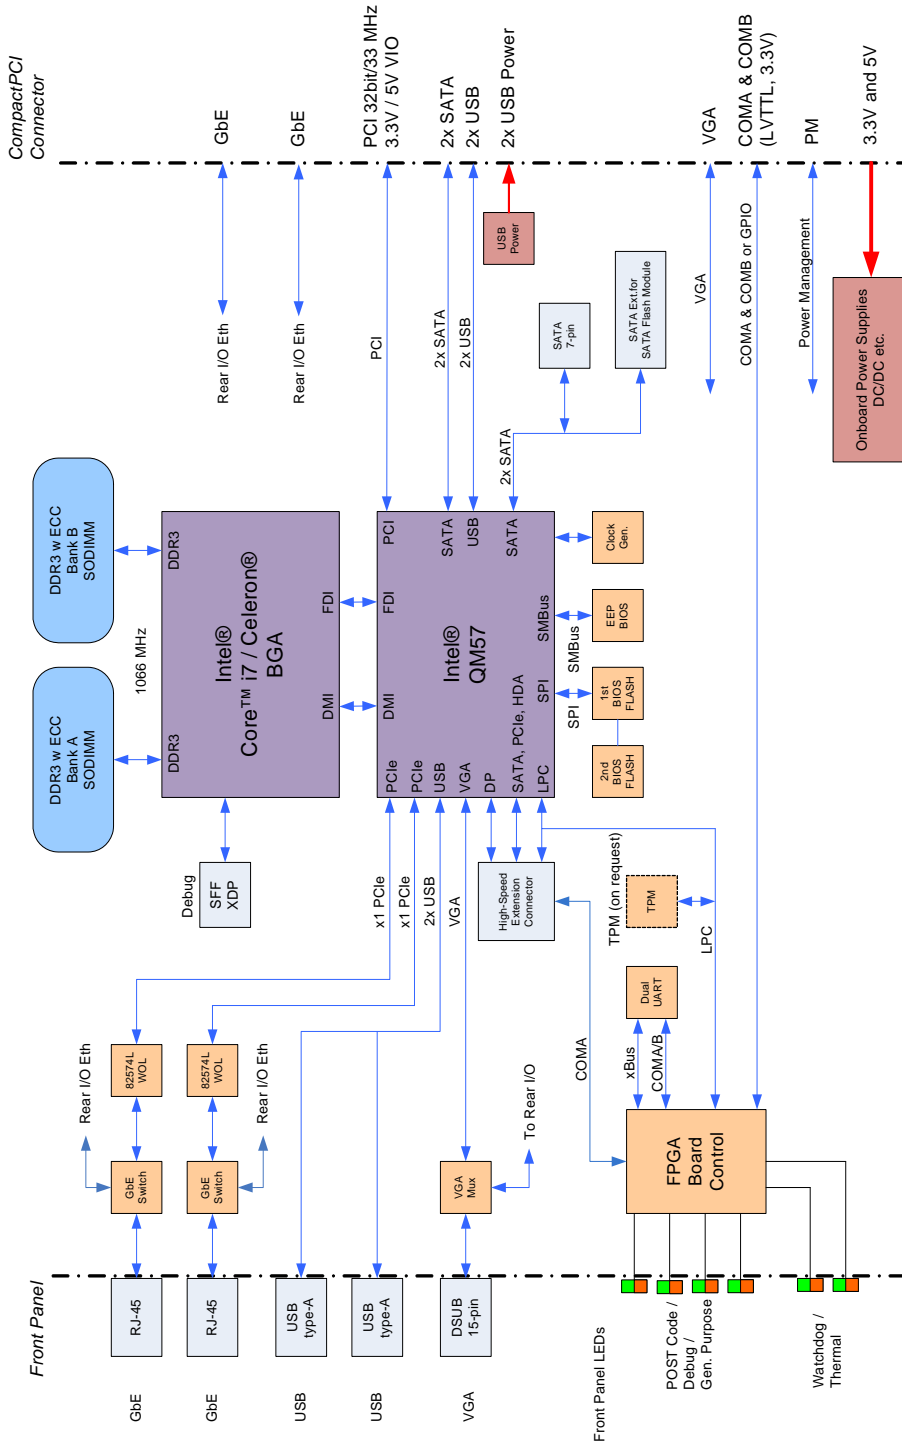 CompactPCI
Connector
GbE
GbE
PCI 32bit/33 MHz
3.3V / 5V VIO
2x SATA
2x USB
2x USB Power
VGA
COMA & COMB
(LVTTL, 3.3V)
PM
3.3V and 5V
Rear I/O Eth
Rear I/O Eth
PCI
2x SATA
2x USB
USB
Power
SATA
7-pin
SATA Ext.for
SATA Flash Module
2x SATA
VGA
COMA & COMB or GPIO
Power Management
Onboard Power Supplies
DC/DC etc.
DDR3 w ECC
Bank B
SODIMM
DDR3 w ECC
Bank A
SODIMM
1066 MHz
DDR3
DDR3
Intel®
Core™ i7 / Celeron®
BGA
FDI
DMI
PCI
SATA
USB
SATA
FDI
DMI
Intel®
QM57
SMBus
SPI
PCIe
PCIe
USB
VGA
DP
SATA, PCIe, HDA
LPC
Clock
Gen.
SMBus
EEP
BIOS
SPI
1st
BIOS
FLASH
2nd
BIOS
FLASH
Debug
SFF
XDP
x1 PCIe
x1 PCIe
2x USB
VGA
High-Speed
Extension
Connector
TPM (on request)
TPM
LPC
Dual
UART
xBus
COMA/B
COMA
Rear I/O Eth
82574L
WOL
82574L
WOL
Rear I/O Eth
GbE
Switch
GbE
Switch
VGA
Mux
To Rear I/O
FPGA
Board
Control
Front Panel
RJ-45
RJ-45
USB
type-A
USB
type-A
DSUB
15-pin
GbE
GbE
USB
USB
VGA
Front Panel LEDs
POST Code /
Debug /
Gen. Purpose
Watchdog /
Thermal